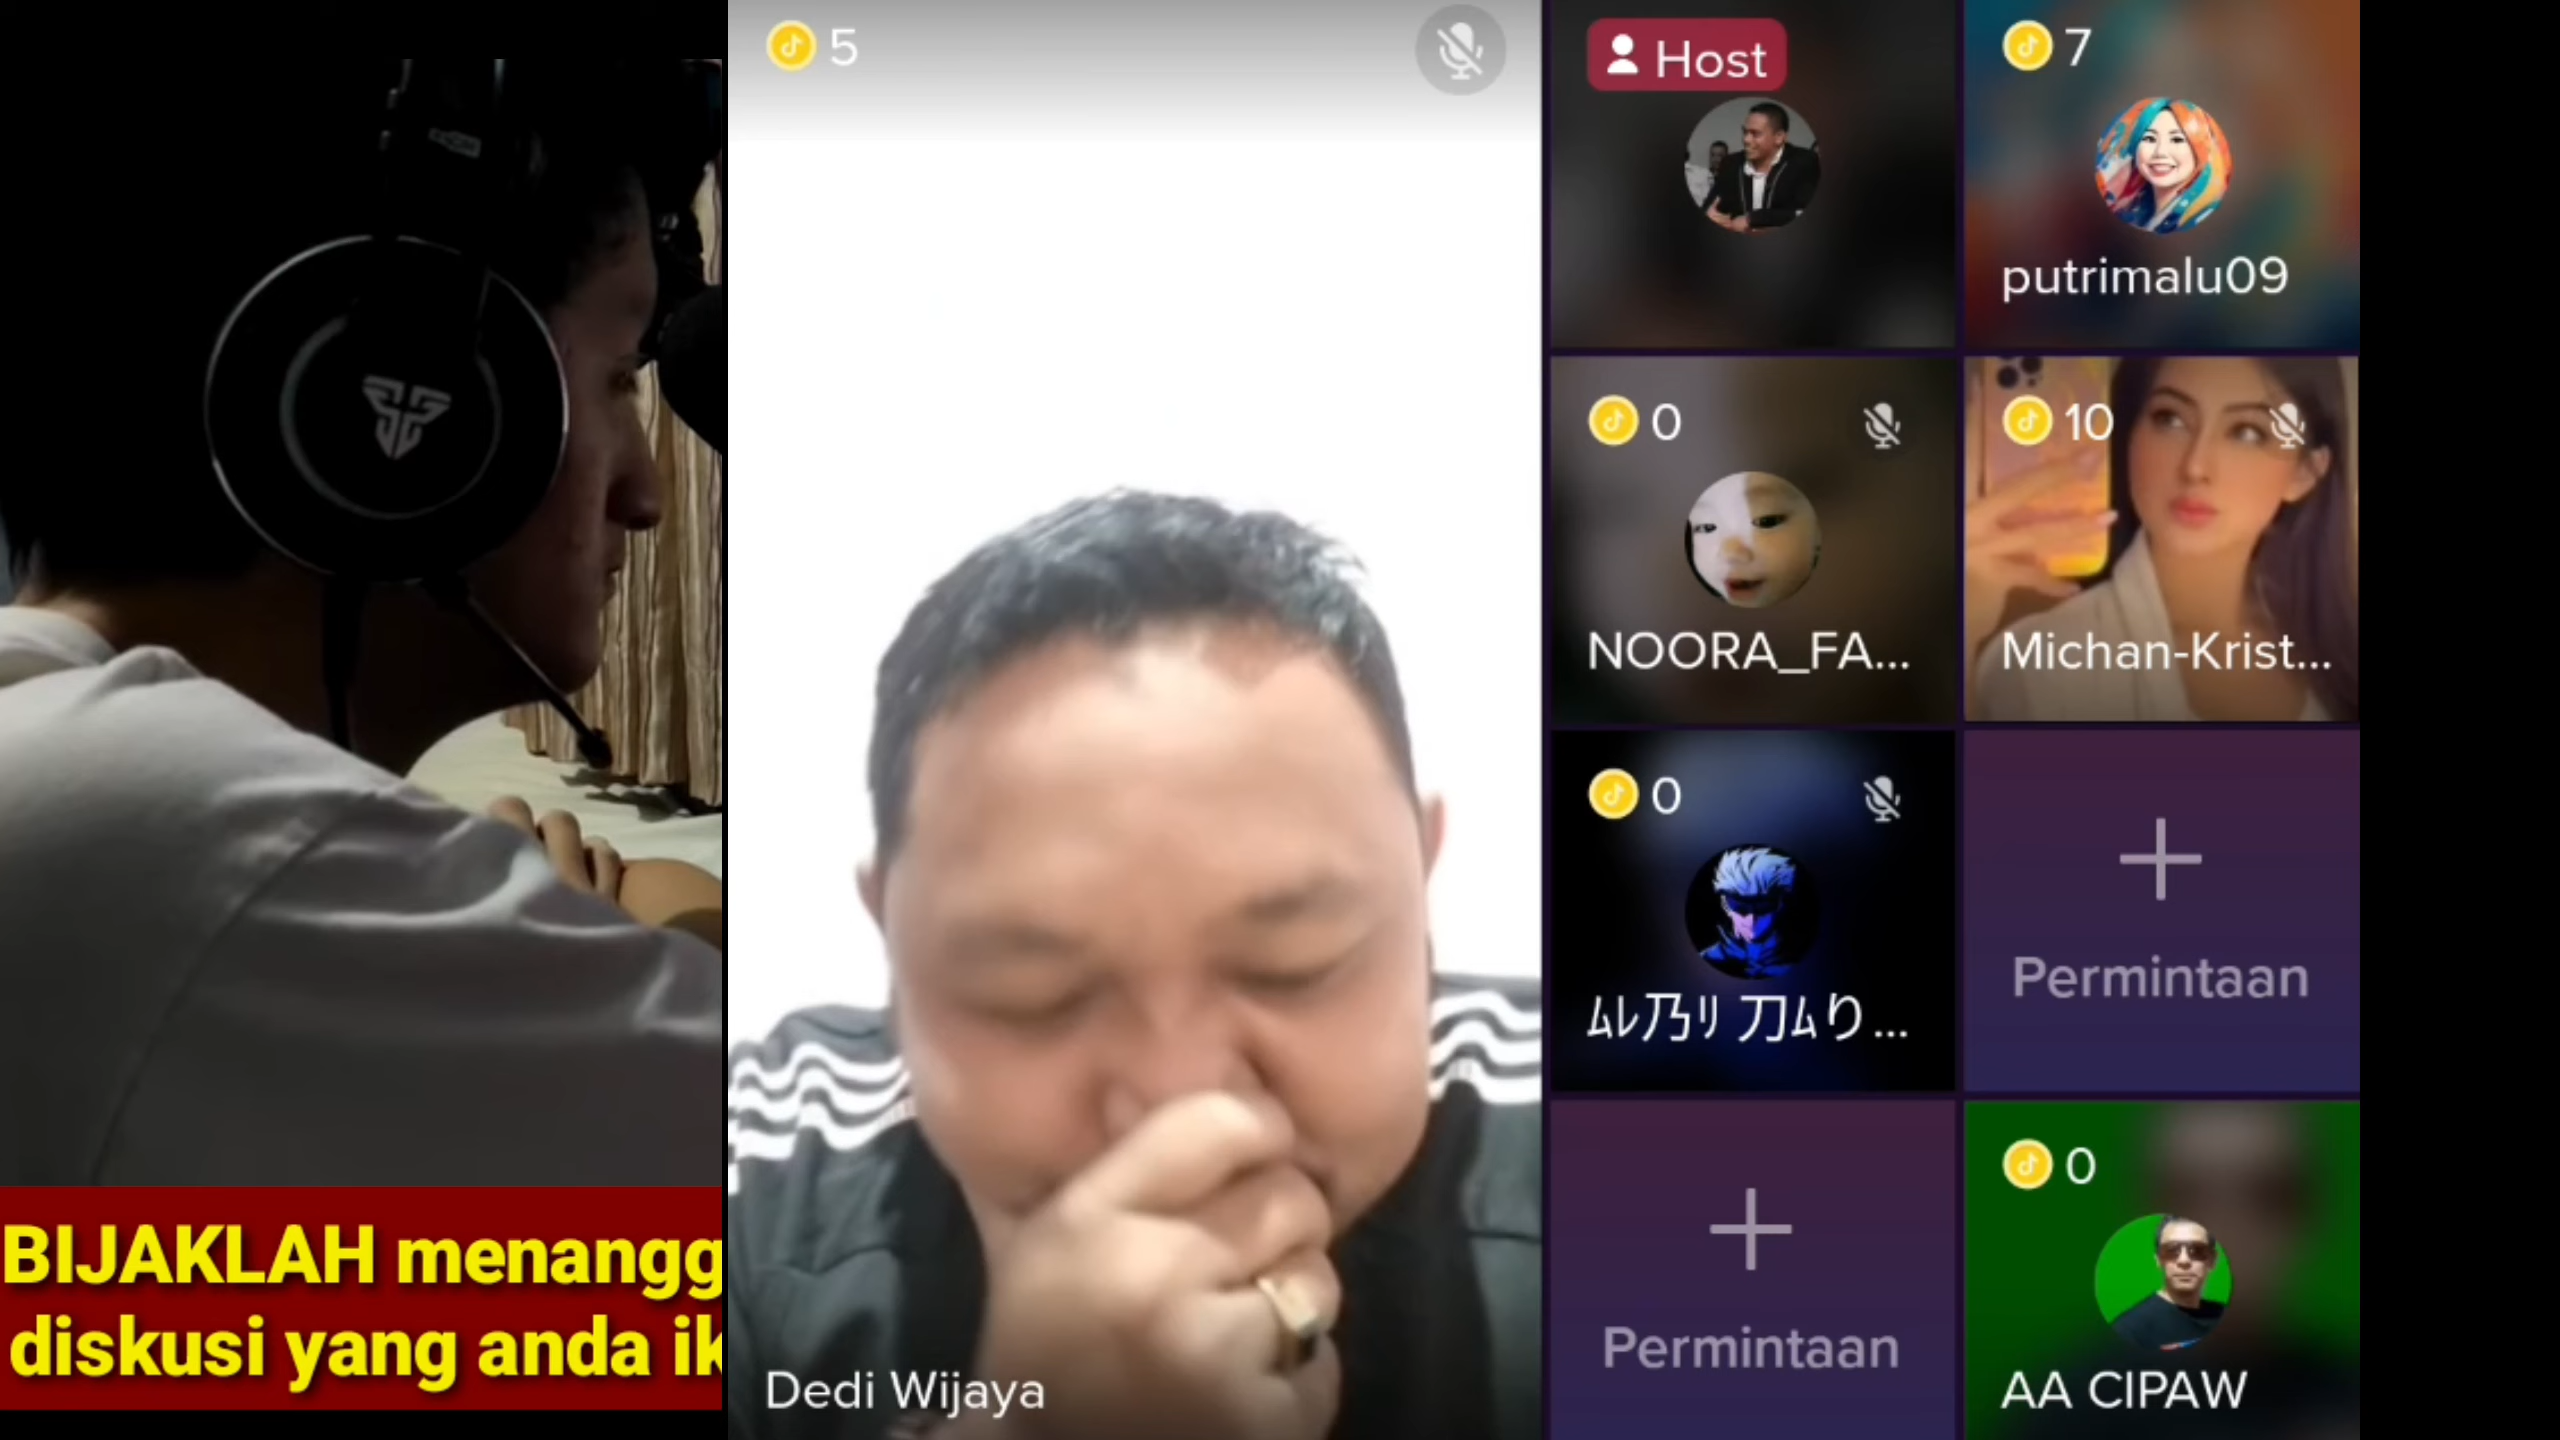 BIJAKLAH menangg
diskusi yang anda ik
5
Dedi Wijaya
Host
7
putrimalu09
0
NOORA_FA...
10
Michan-Krist...
0
ﾑﾚ乃ﾘ 刀ﾑり...
Permintaan
Permintaan
0
AA CIPAW